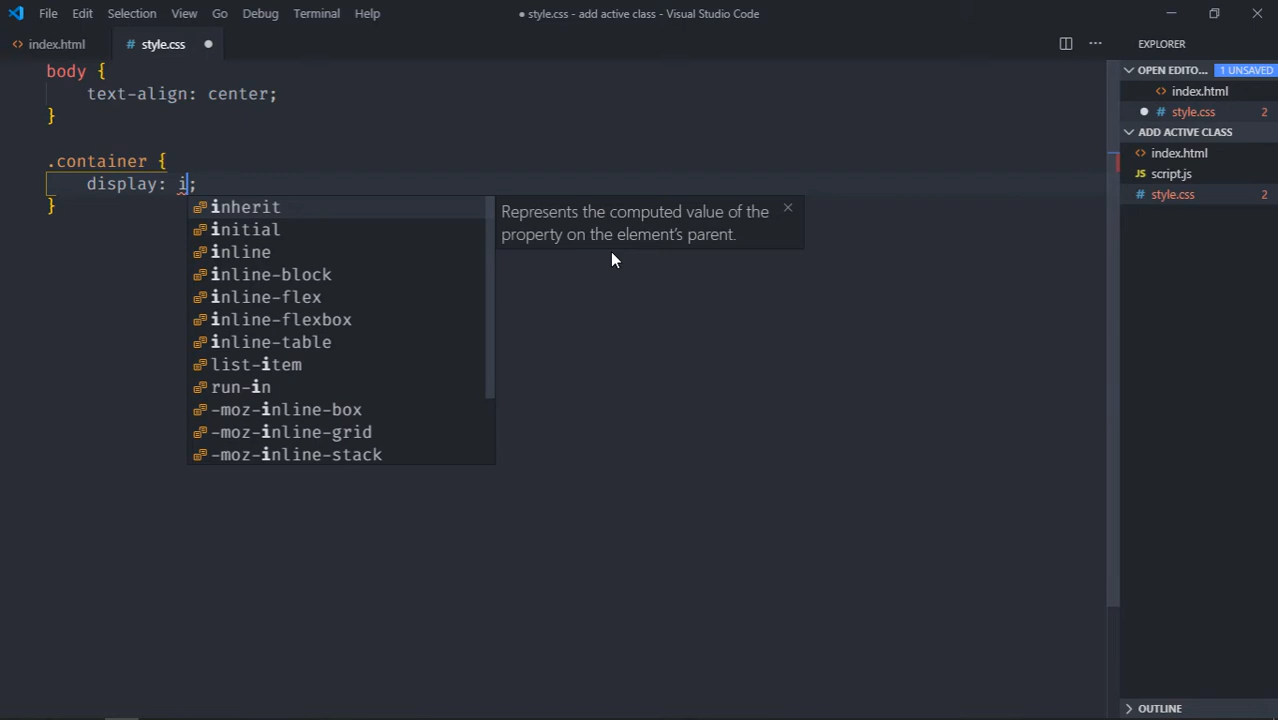 File Edit Selection View Go Debug Terminal Help
● style.css - add active class - Visual Studio Code
<> index.html
# style.css ●
EXPLORER
body {
text-align: center;
}
.container {
display: i;
}
inherit
initial
inline
inline-block
inline-flex
inline-flexbox
inline-table
list-item
run-in
-moz-inline-box
-moz-inline-grid
-moz-inline-stack
Represents the computed value of the
property on the element's parent.
OPEN EDITO... 1 UNSAVED
<> index.html
● # style.css 2
ADD ACTIVE CLASS
<> index.html
JS script.js
# style.css 2
OUTLINE